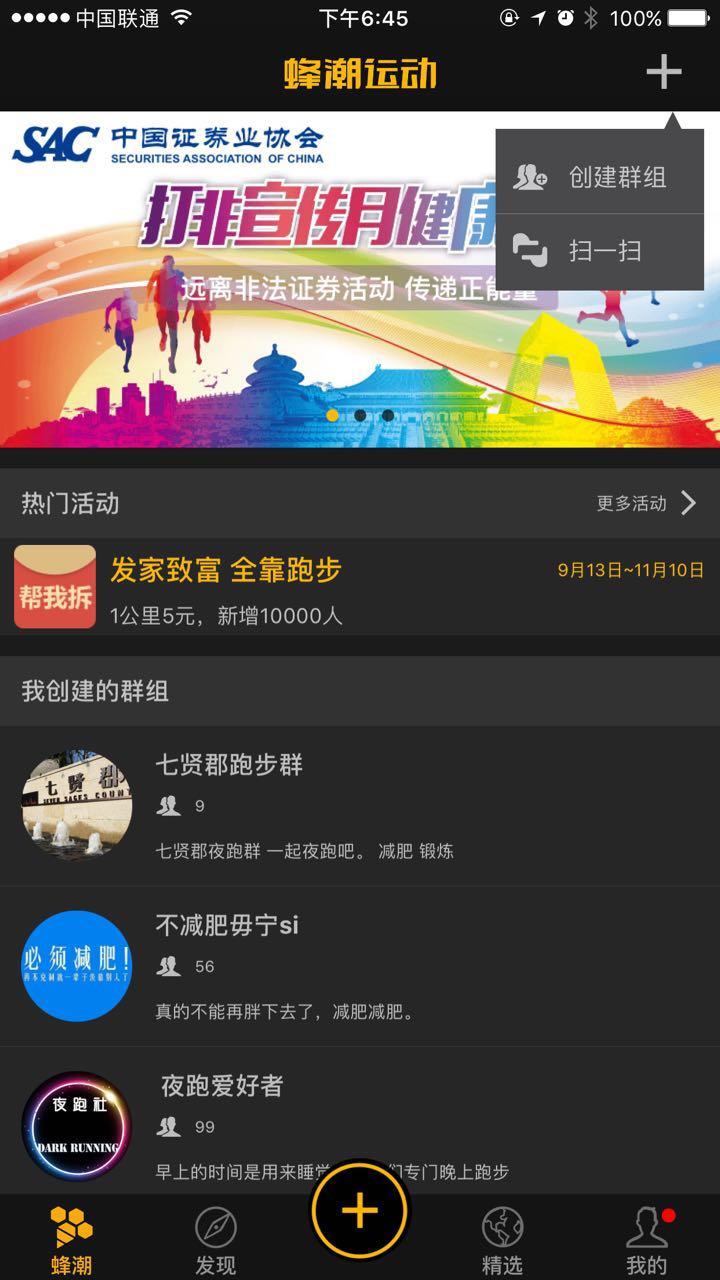 中国联通 下午6:45 100%
蜂潮运动
SAC 中国证券业协会
SECURITIES ASSOCIATION OF CHINA
创建群组
打非宣传月健康
扫一扫
远离非法证券活动 传递正能量
热门活动 更多活动
帮我拆
发家致富 全靠跑步 9月13日~11月10日
1公里5元，新增10000人
我创建的群组
七贤郡
SEVEN SAGES COUNT
七贤郡跑步群
9
七贤郡夜跑群 一起夜跑吧。 减肥 锻炼
必须减肥！
不减肥毋宁si
56
真的不能再胖下去了，减肥减肥。
夜跑社
DARK RUNNING
夜跑爱好者
99
早上的时间是用来睡觉 们专门晚上跑步
蜂潮 发现 精选 我的